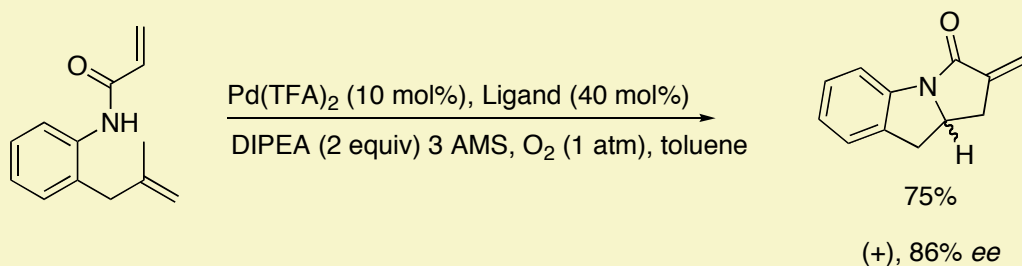 O
O
NH
Pd(TFA)₂ (10 mol%), Ligand (40 mol%)
DIPEA (2 equiv) 3 AMS, O₂ (1 atm), toluene
N
H
75%
(+), 86% ee